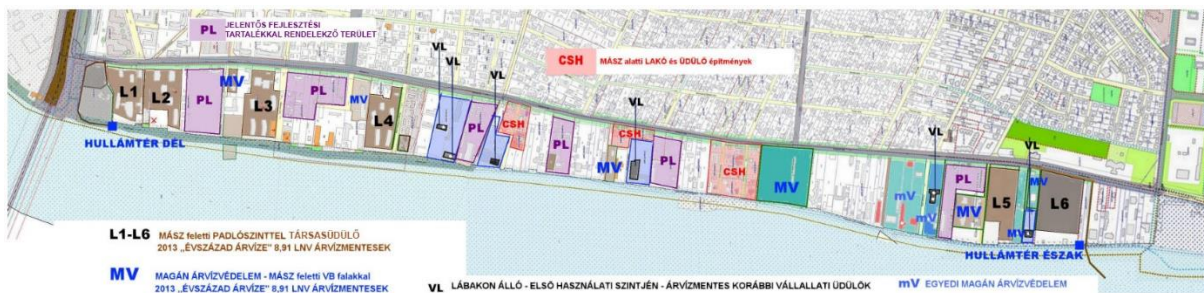 PL JELENTŐS FEJLESZTÉSI
TARTALÉKKAL RENDELEKZŐ TERÜLET
VL
VL
VL
CSH MÁSZ alatti LAKÓ és ÜDÜLŐ építmények
VL
VL
VL
L1
L2
PL
MV
L3
PL
MV
L4
PL
CSH
PL
CSH
MV
PL
CSH
MV
mV
mV
PL
MV
L5
MV
MV
L6
HULLÁMTÉR DÉL
HULLÁMTÉR ÉSZAK
L1-L6 MÁSZ feletti PADLÓSZINTTEL TÁRSASÜDÜLŐ
2013 „ÉVSZÁZAD ÁRVÍZE” 8,91 LNV ÁRVÍZMENTESEK
MV MAGÁN ÁRVÍZVÉDELEM - MÁSZ feletti VB falakkal
2013 „ÉVSZÁZAD ÁRVÍZE” 8,91 LNV ÁRVÍZMENTESEK
VL LÁBAKON ÁLLÓ - ELSŐ HASZNÁLATI SZINTJÉN - ÁRVÍZMENTES KORÁBBI VÁLLALATI ÜDÜLŐK
mV EGYEDI MAGÁN ÁRVÍZVÉDELEM